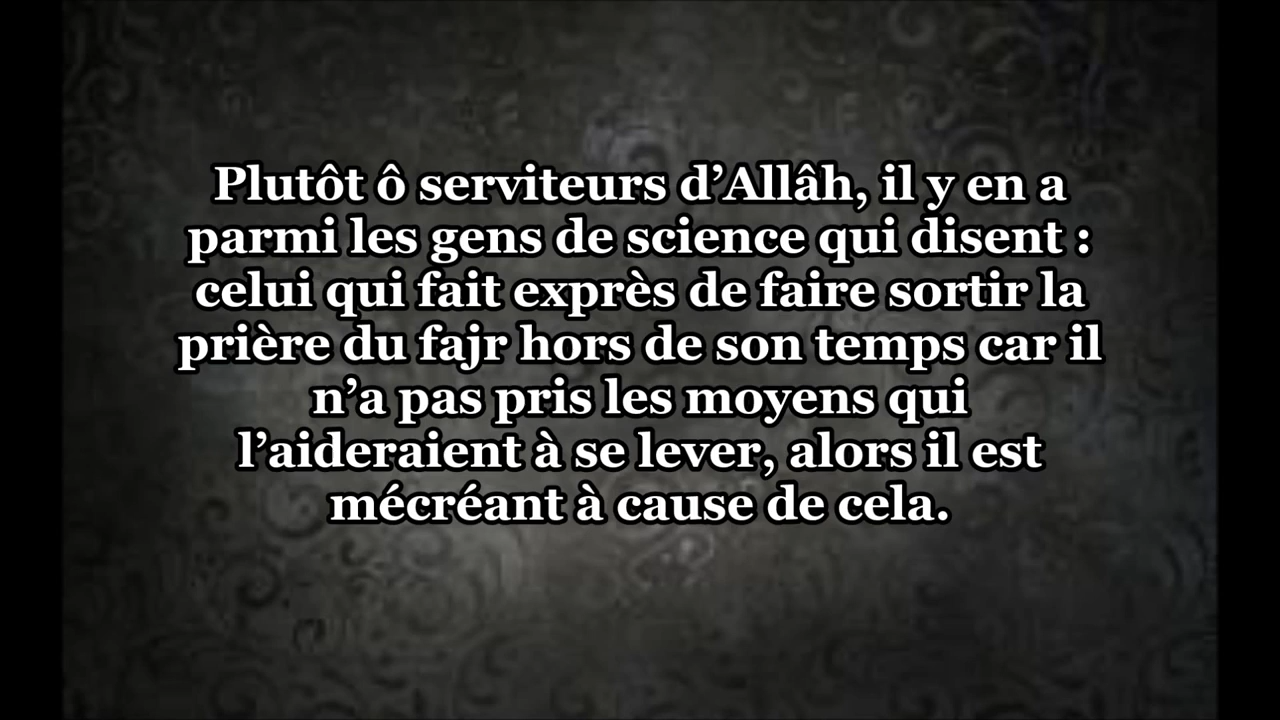 Plutôt ô serviteurs d’Allâh, il y en a
parmi les gens de science qui disent :
celui qui fait exprès de faire sortir la
prière du fajr hors de son temps car il
n’a pas pris les moyens qui
l’aideraient à se lever, alors il est
mécréant à cause de cela.